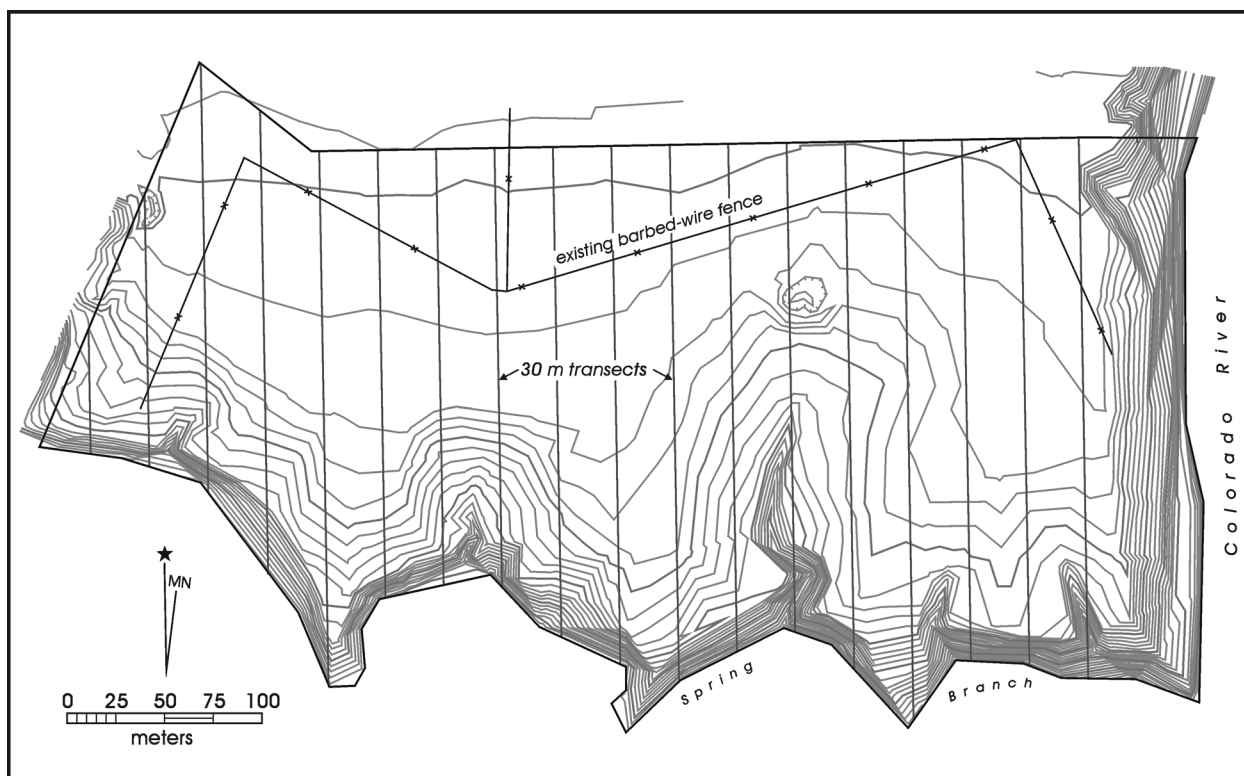 existing barbed-wire fence
30 m transects
Colorado River
Spring Branch
MN
0 25 50 75 100
meters